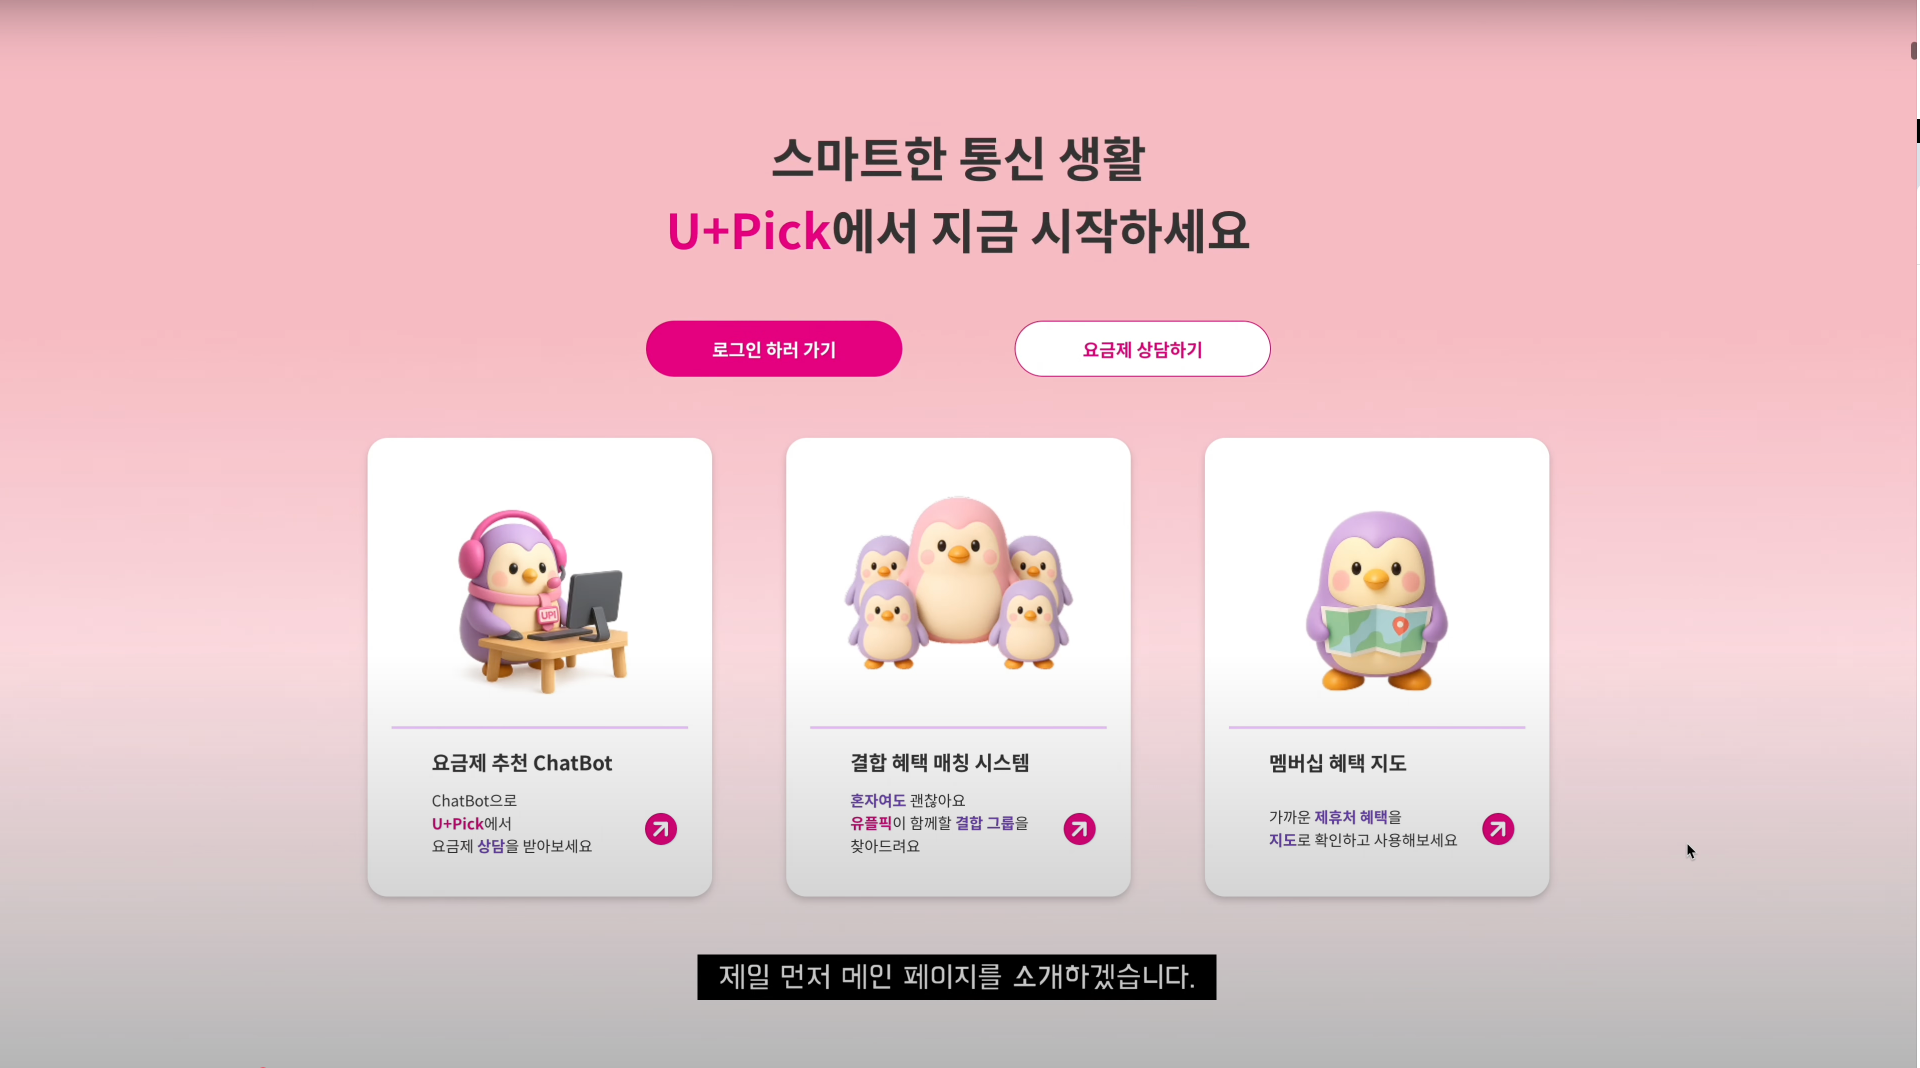 스마트한 통신 생활
U+Pick에서 지금 시작하세요
로그인 하러 가기
요금제 상담하기
UP!
요금제 추천 ChatBot
ChatBot으로
U+Pick에서
요금제 상담을 받아보세요
결합 혜택 매칭 시스템
혼자여도 괜찮아요
유플픽이 함께할 결합 그룹을
찾아드려요
멤버십 혜택 지도
가까운 제휴처 혜택을
지도로 확인하고 사용해보세요
제일 먼저 메인 페이지를 소개하겠습니다.